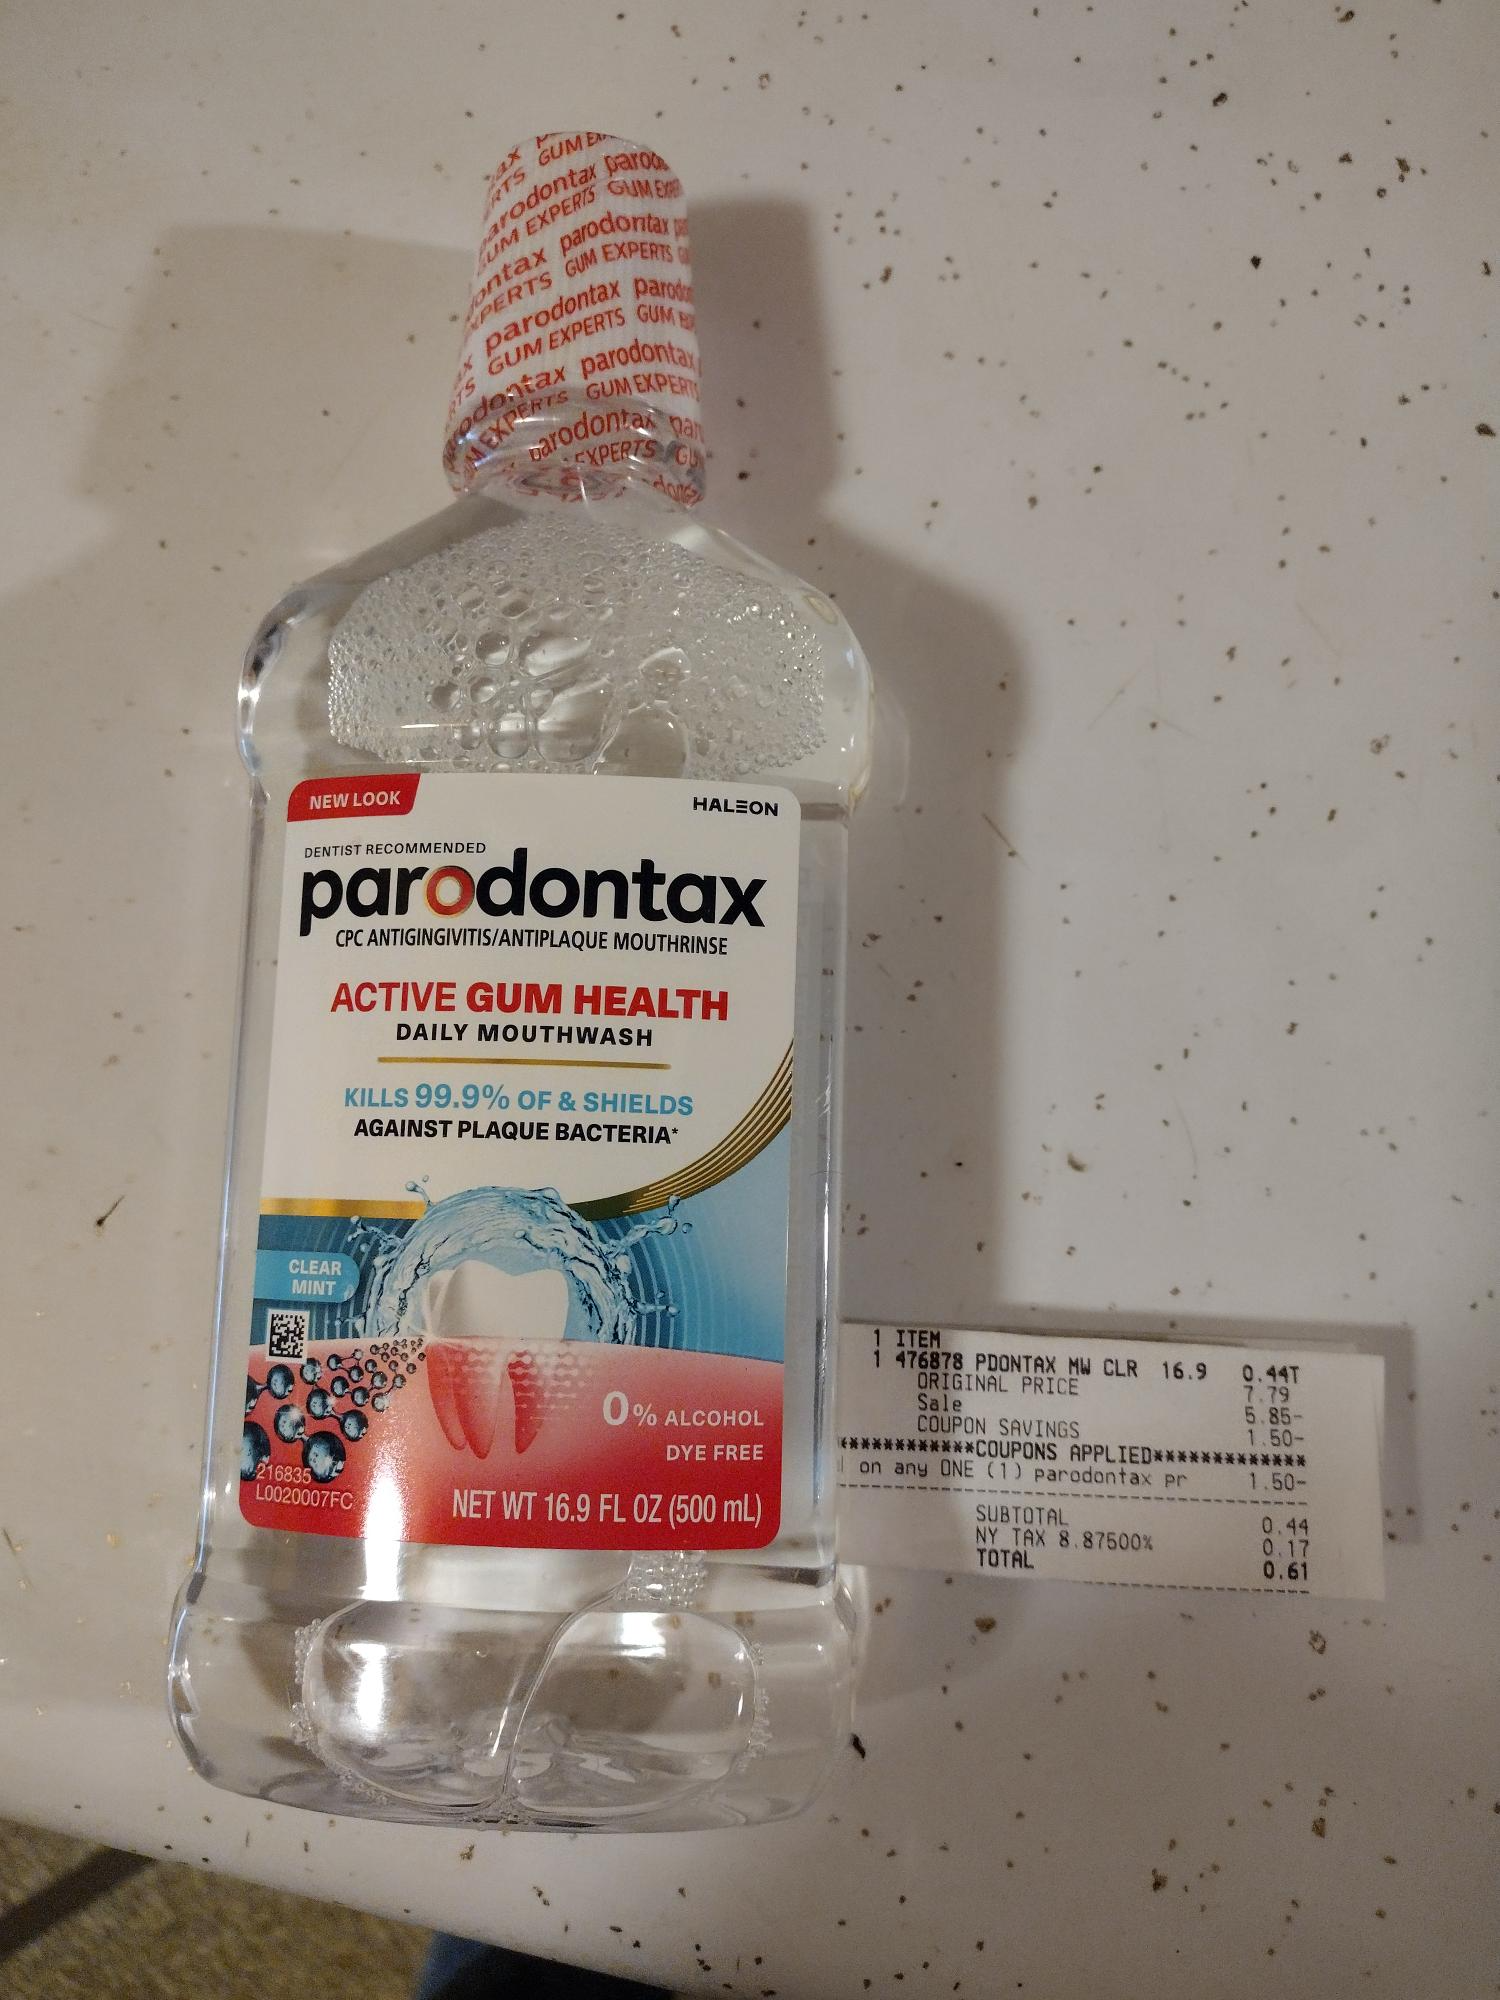 parodontax GUM EXPERTS
NEW LOOK
HALEON
DENTIST RECOMMENDED
parodontax
CPC ANTIGINGIVITIS/ANTIPLAQUE MOUTHRINSE
ACTIVE GUM HEALTH
DAILY MOUTHWASH
KILLS 99.9% OF & SHIELDS
AGAINST PLAQUE BACTERIA*
CLEAR
MINT
0% ALCOHOL
DYE FREE
216835
L0020007FC
NET WT 16.9 FL OZ (500 mL)
1 ITEM
1 476878 PDONTAX MW CLR 16.9 0.44T
ORIGINAL PRICE 7.79
Sale 5.85-
COUPON SAVINGS 1.50-
************COUPONS APPLIED*************
on any ONE (1) parodontax pr 1.50-
SUBTOTAL 0.44
NY TAX 8.87500% 0.17
TOTAL 0.61